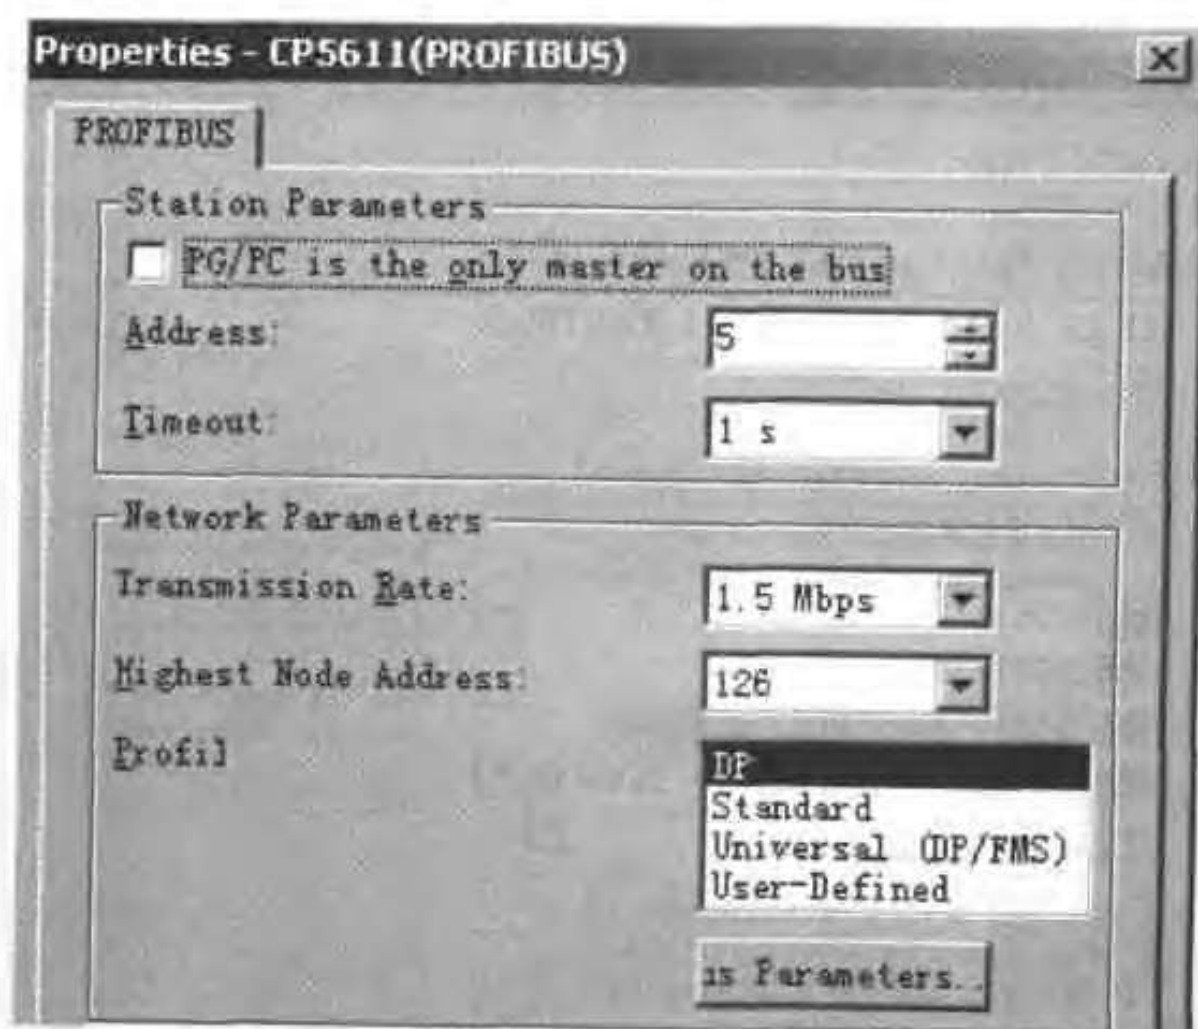 Properties - CP5611(PROFIBUS)
PROFIBUS
Station Parameters
PG/PC is the only master on the bus
Address: 5
Timeout: 1 s
Network Parameters
Transmission Rate: 1.5 Mbps
Highest Node Address: 126
Profil DP
Standard
Universal (DP/FMS)
User-Defined
us Parameters..